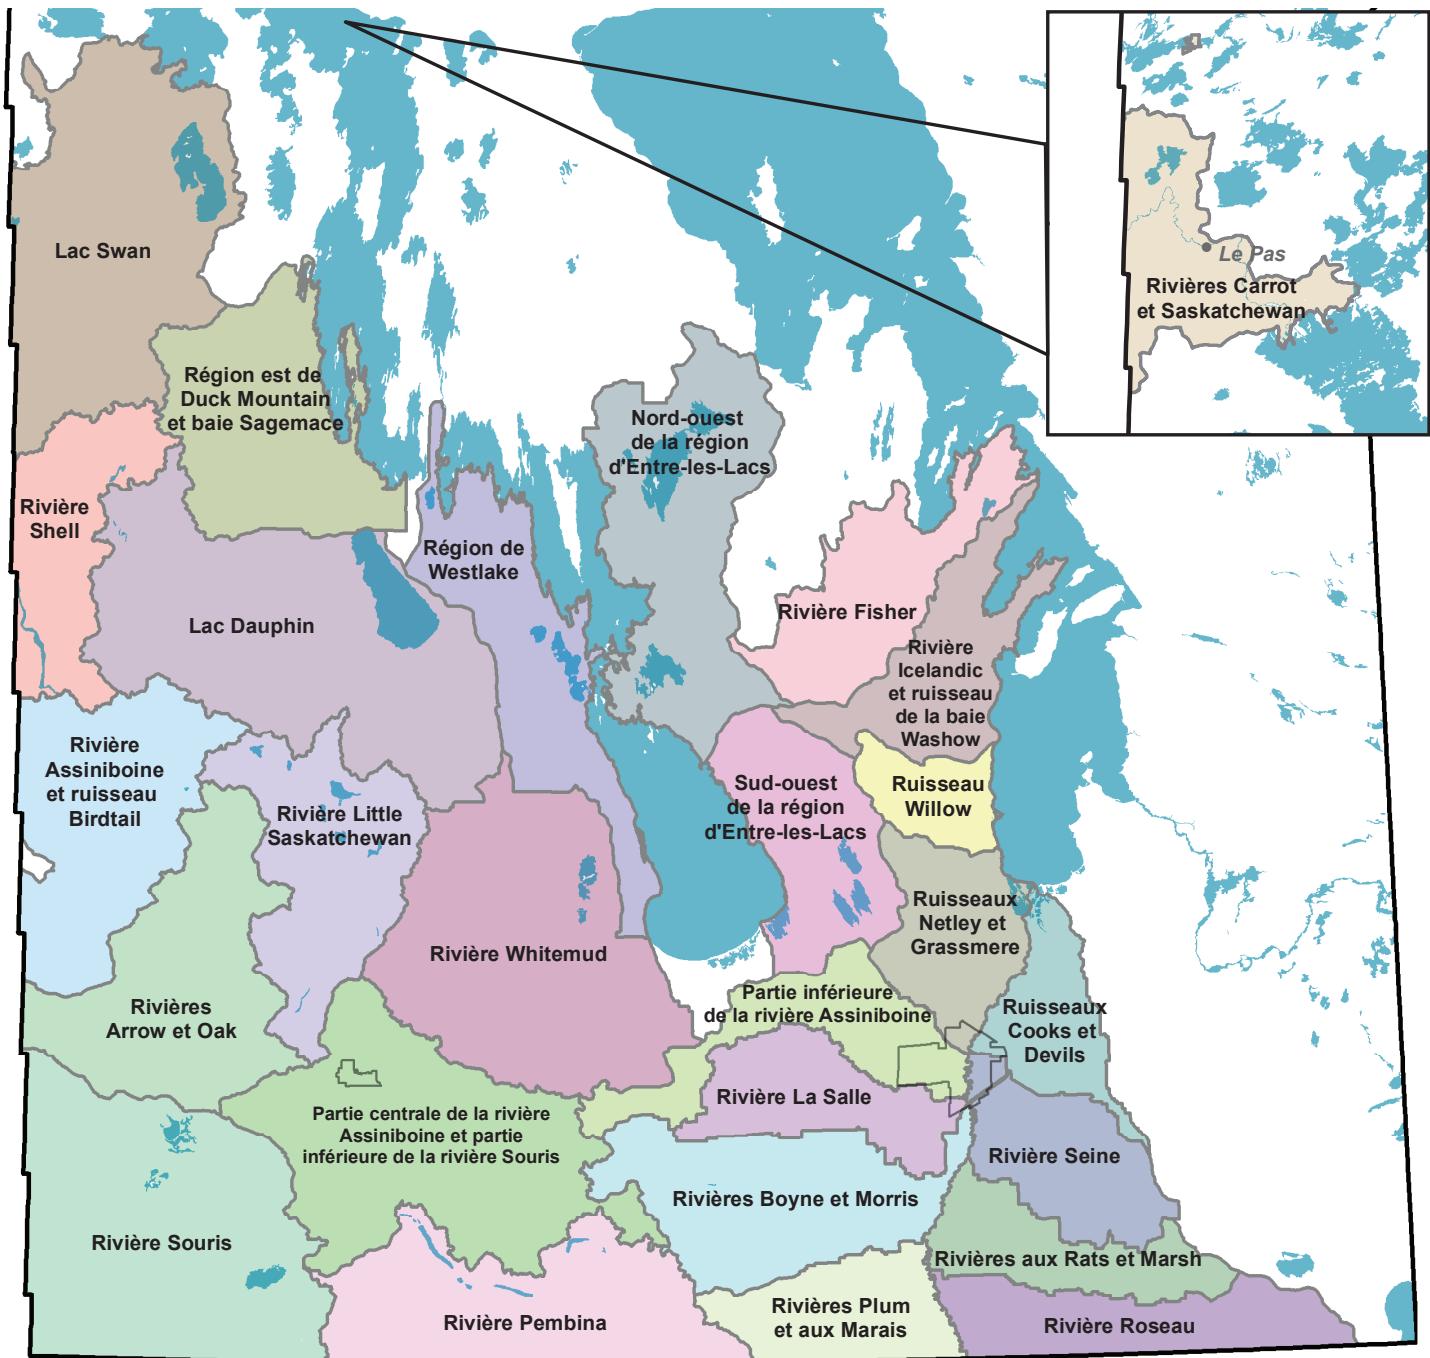 Lac Swan
Le Pas
Rivières Carrot
et Saskatchewan
Région est de
Duck Mountain
et baie Sagemace
Nord-ouest
de la région
d'Entre-les-Lacs
Rivière
Shell
Région de
Westlake
Lac Dauphin
Rivière Fisher
Rivière
Icelandic
et ruisseau
de la baie
Washow
Rivière
Assiniboine
et ruisseau
Birdtail
Rivière Little
Saskatchewan
Sud-ouest
de la région
d'Entre-les-Lacs
Ruisseau
Willow
Ruisseaux
Netley et
Grassmere
Rivière Whitemud
Rivières
Arrow et Oak
Partie inférieure
de la rivière Assiniboine
Ruisseaux
Cooks et
Devils
Rivière La Salle
Partie centrale de la rivière
Assiniboine et partie
inférieure de la rivière Souris
Rivière Seine
Rivières Boyne et Morris
Rivière Souris
Rivières aux Rats et Marsh
Rivière Pembina
Rivières Plum
et aux Marais
Rivière Roseau